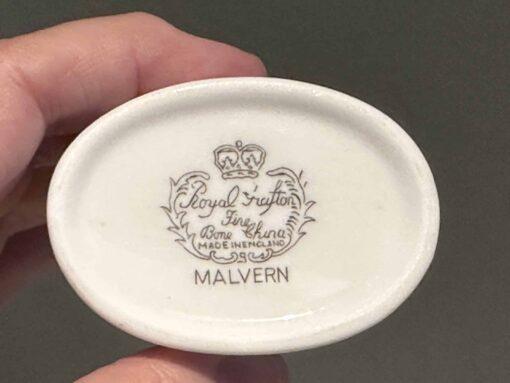 Royal Grafton
Fine
Bone China
MADE IN ENGLAND
MALVERN